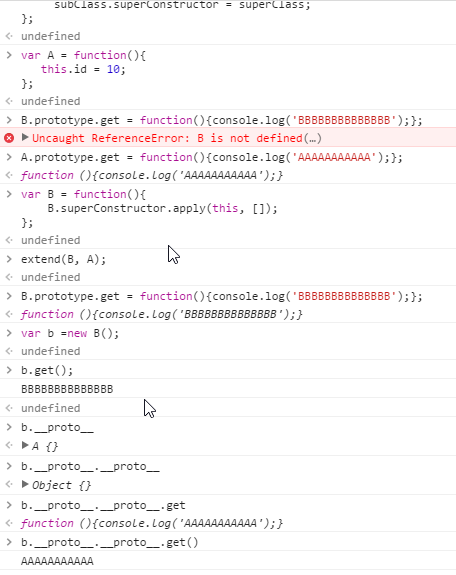 subClass.superConstructor = superClass;
};
undefined
var A = function(){
this.id = 10;
};
undefined
B.prototype.get = function(){console.log('BBBBBBBBBBBBBB');};
Uncaught ReferenceError: B is not defined(…)
A.prototype.get = function(){console.log('AAAAAAAAAAA');};
function (){console.log('AAAAAAAAAAA');}
var B = function(){
B.superConstructor.apply(this, []);
};
undefined
extend(B, A);
undefined
B.prototype.get = function(){console.log('BBBBBBBBBBBBBB');};
function (){console.log('BBBBBBBBBBBBBB');}
var b =new B();
undefined
b.get();
BBBBBBBBBBBBBB
undefined
b.__proto__
A {}
b.__proto__.__proto__
Object {}
b.__proto__.__proto__.get
function (){console.log('AAAAAAAAAAA');}
b.__proto__.__proto__.get()
AAAAAAAAAAA